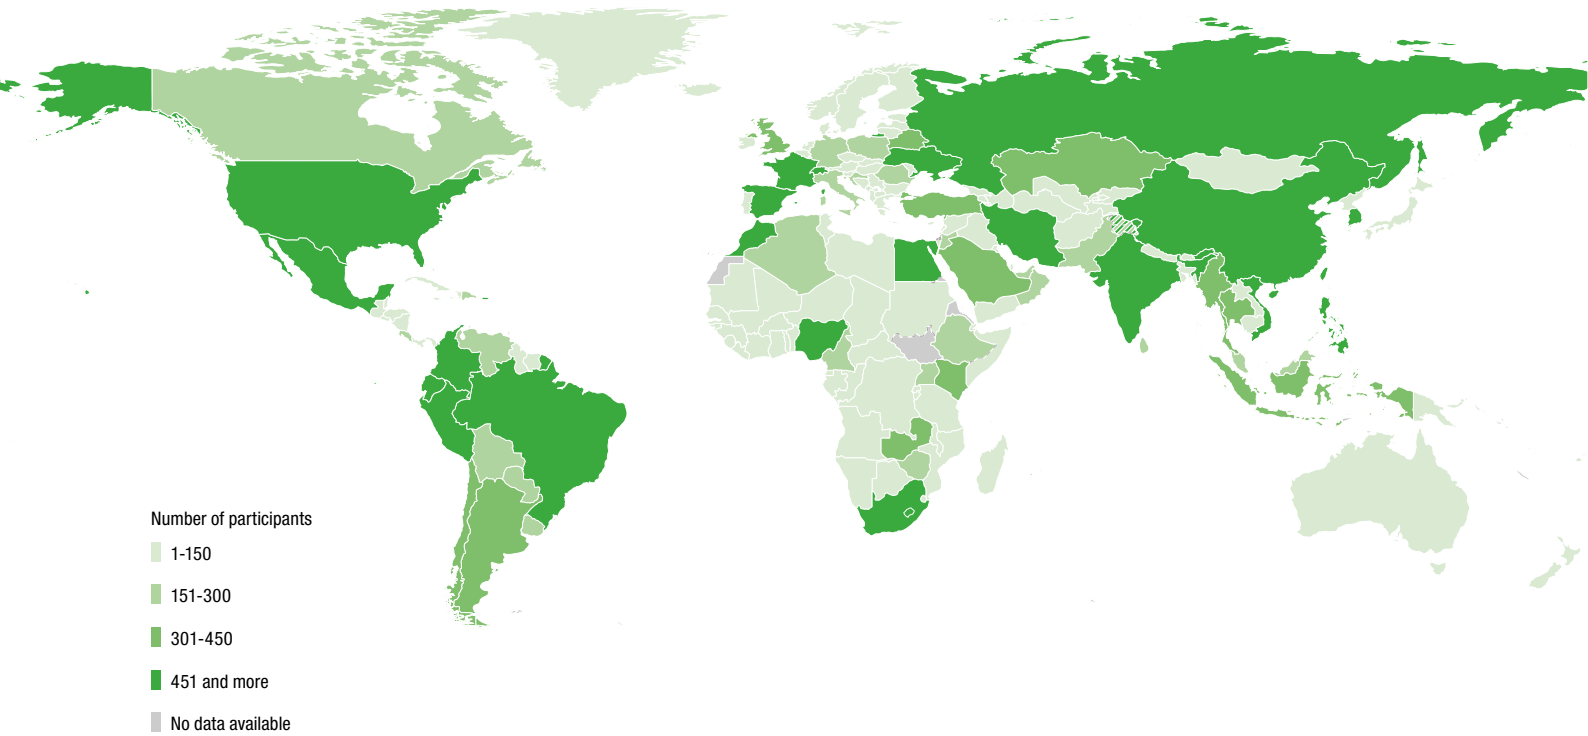 Number of participants
1-150
151-300
301-450
451 and more
No data available